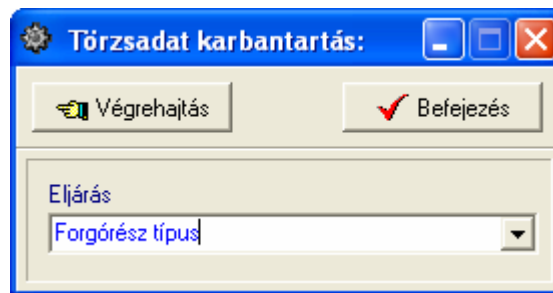 Törzsadat karbantartás:
Végrehajtás
Befejezés
Eljárás
Forgórész típus